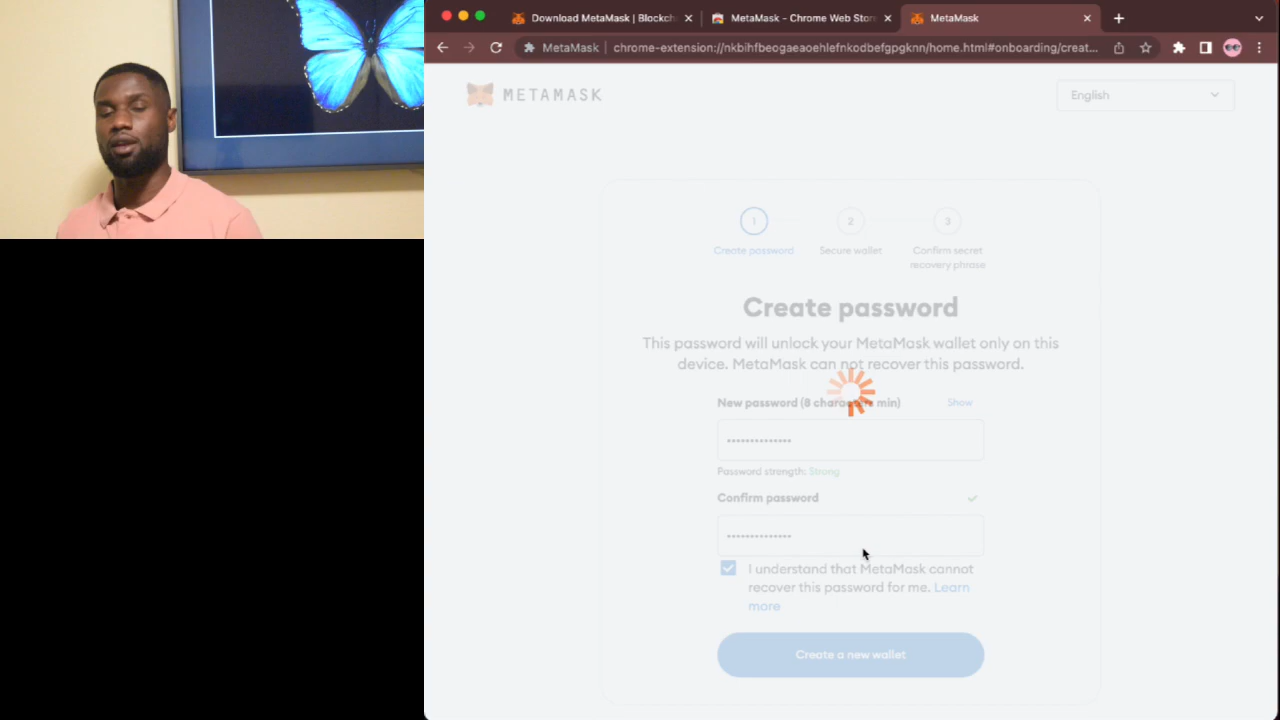 Download MetaMask | Blockch
MetaMask - Chrome Web Store
MetaMask
MetaMask
chrome-extension://nkbihfbeogaeaoehlefnkodbefgpgknn/home.html#onboarding/creat...
METAMASK
English
1
2
3
Create password
Secure wallet
Confirm secret
recovery phrase
Create password
This password will unlock your MetaMask wallet only on this
device. MetaMask can not recover this password.
New password (8 characters min)
Show
••••••••••••••
Password strength: Strong
Confirm password
••••••••••••••
I understand that MetaMask cannot
recover this password for me. Learn
more
Create a new wallet